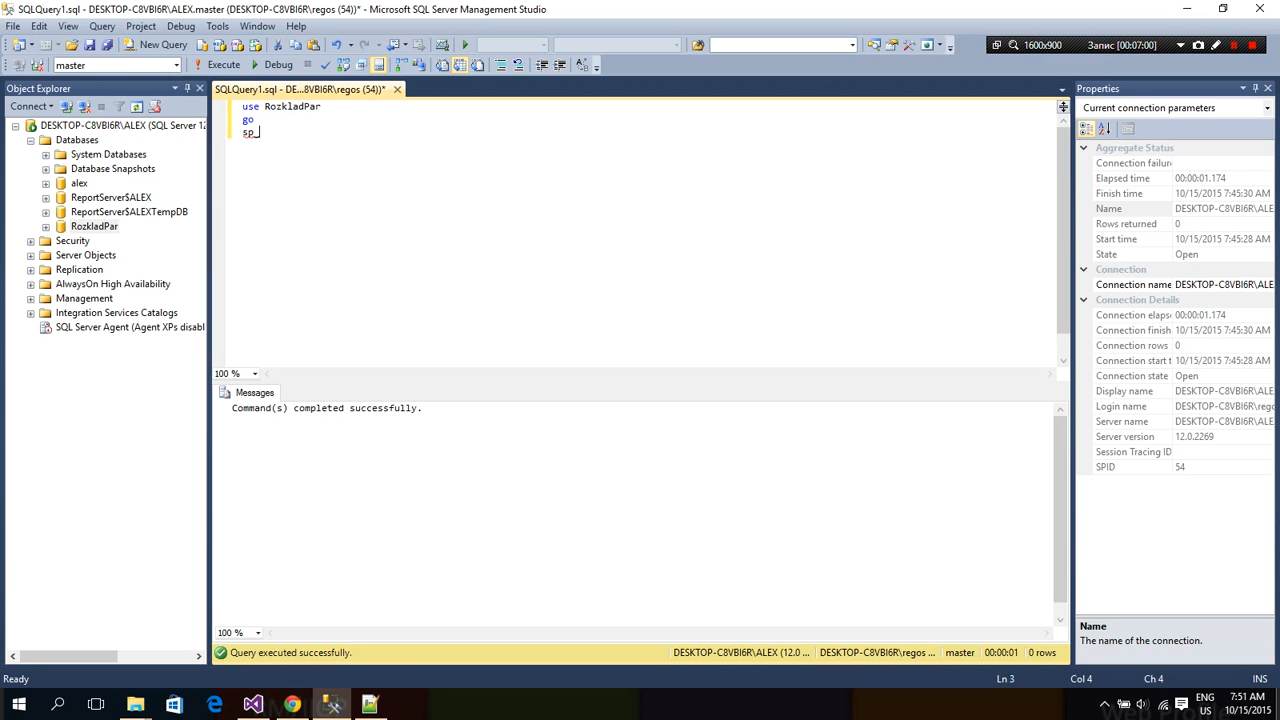 SQLQuery1.sql - DESKTOP-C8VBI6R\ALEX.master (DESKTOP-C8VBI6R\regos (54))* - Microsoft SQL Server Management Studio
File Edit View Query Project Debug Tools Window Help
New Query
1600x900 Запис [00:07:00]
master Execute Debug
Object Explorer
SQLQuery1.sql - DE...8VBI6R\regos (54))*
Properties
Connect
DESKTOP-C8VBI6R\ALEX (SQL Server 12
Databases
System Databases
Database Snapshots
alex
ReportServer$ALEX
ReportServer$ALEXTempDB
RozkladPar
Security
Server Objects
Replication
AlwaysOn High Availability
Management
Integration Services Catalogs
SQL Server Agent (Agent XPs disabl
use RozkladPar
go
sp_
100 %
Messages
Command(s) completed successfully.
100 %
Query executed successfully.
DESKTOP-C8VBI6R\ALEX (12.0 ... DESKTOP-C8VBI6R\regos ... master 00:00:01 0 rows
Current connection parameters
Aggregate Status
Connection failure
Elapsed time 00:00:01.174
Finish time 10/15/2015 7:45:30 AM
Name DESKTOP-C8VBI6R\ALE
Rows returned 0
Start time 10/15/2015 7:45:28 AM
State Open
Connection
Connection name DESKTOP-C8VBI6R\ALE
Connection Details
Connection elaps 00:00:01.174
Connection finish 10/15/2015 7:45:30 AM
Connection rows 0
Connection start t 10/15/2015 7:45:28 AM
Connection state Open
Display name DESKTOP-C8VBI6R\ALE
Login name DESKTOP-C8VBI6R\rego
Server name DESKTOP-C8VBI6R\ALE
Server version 12.0.2269
Session Tracing ID
SPID 54
Name
The name of the connection.
Ready Ln 3 Col 4 Ch 4 INS
ENG 7:51 AM
US 10/15/2015